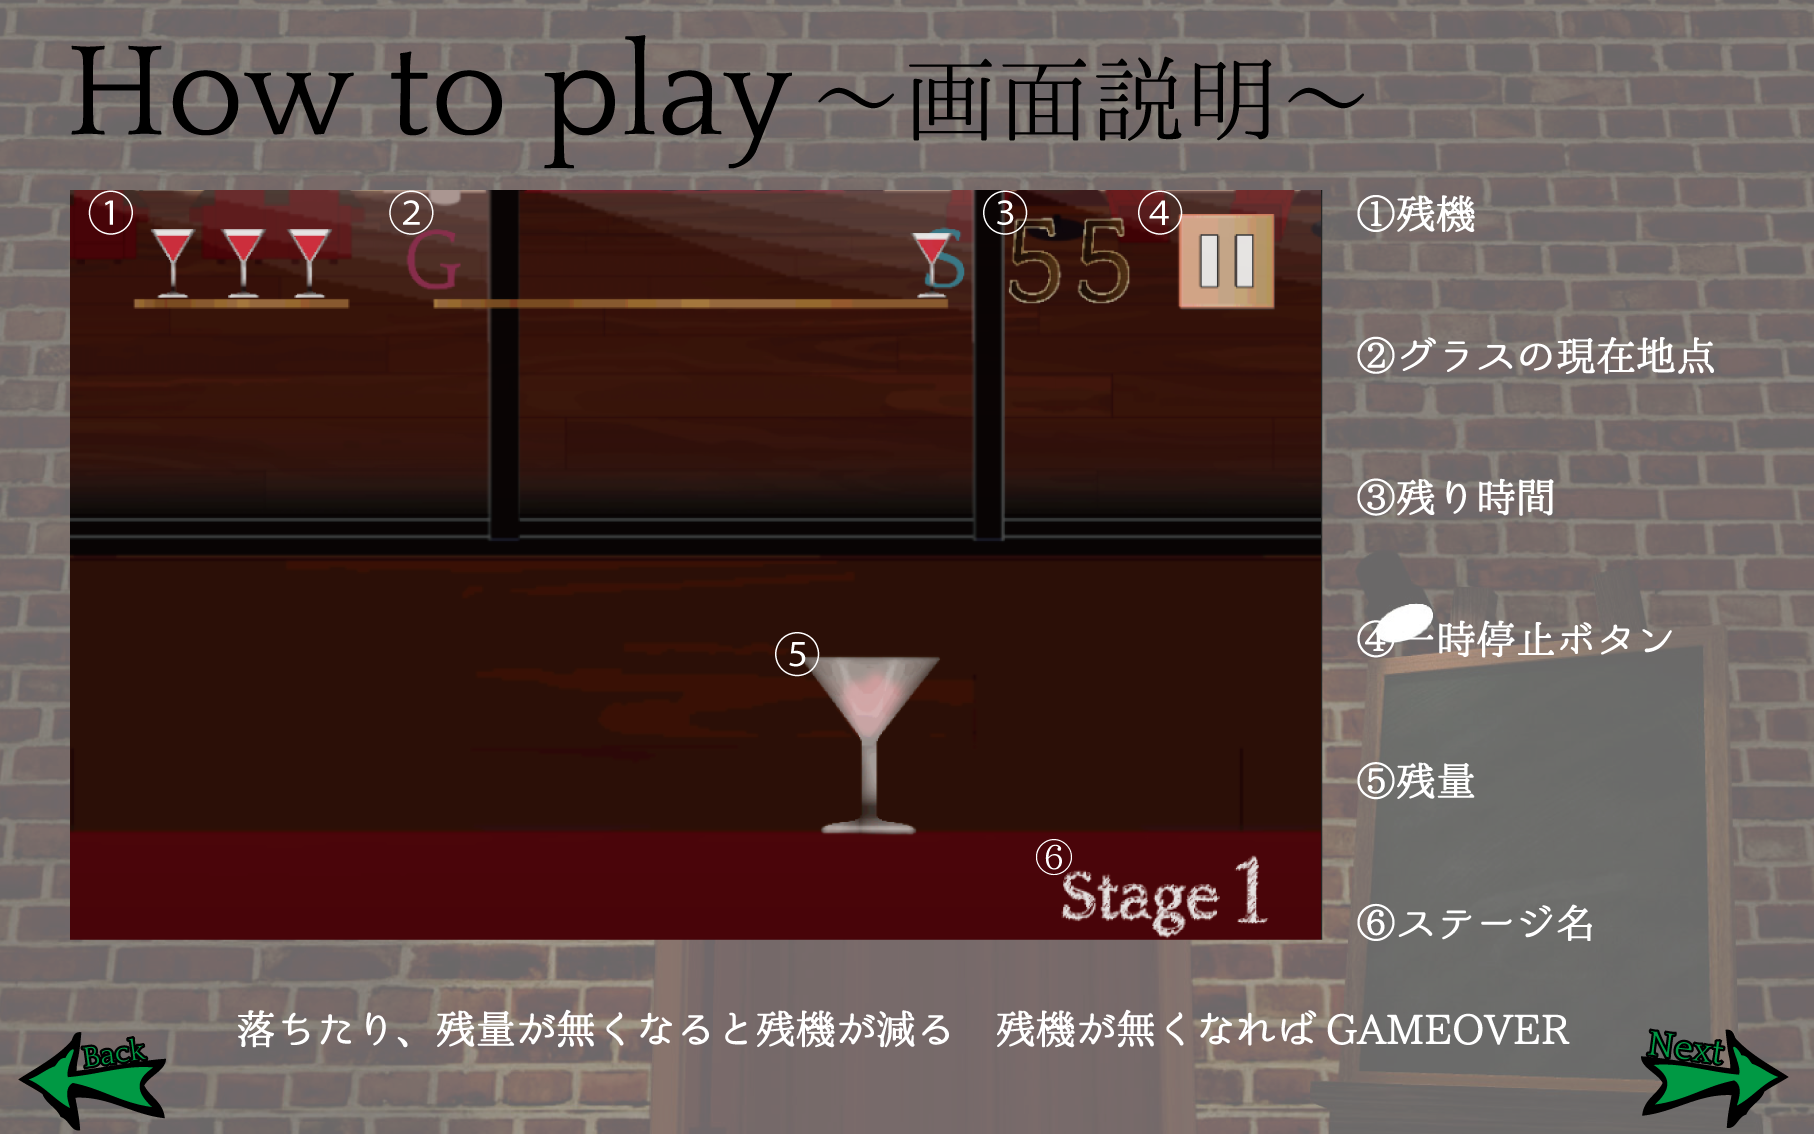 How to play ～画面説明～
① ② ③ ④
G S 55
①残機
②グラスの現在地点
③残り時間
④一時停止ボタン
⑤
⑤残量
⑥
Stage 1
⑥ステージ名
落ちたり、残量が無くなると残機が減る　残機が無くなれば GAMEOVER
Back
Next